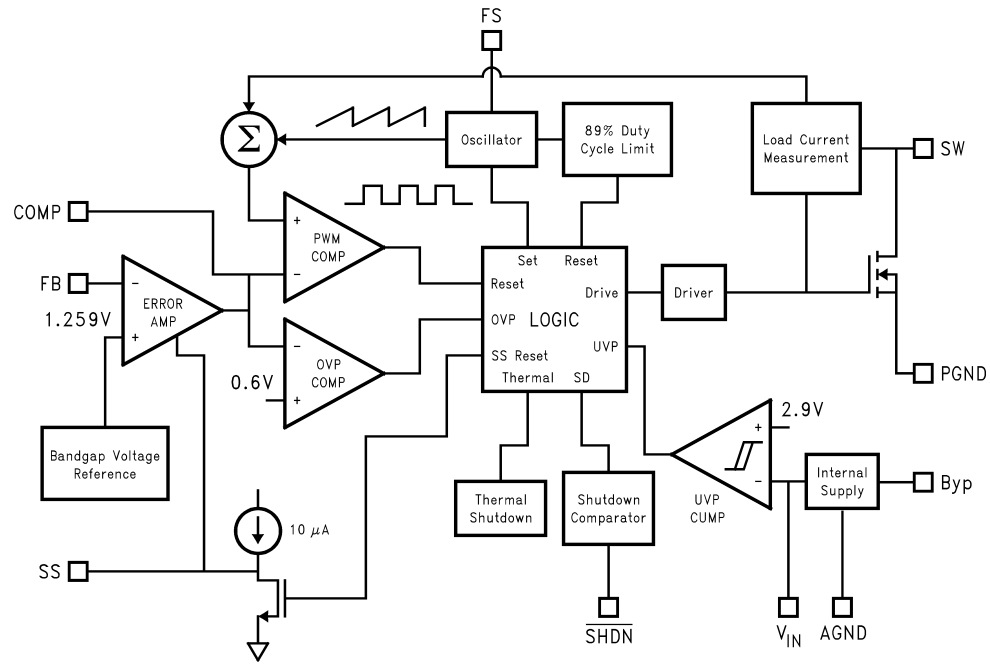 FS
Σ
Oscillator
89% Duty
Cycle Limit
Load Current
Measurement
SW
COMP
+
PWM
COMP
−
Set
Reset
FB
−
ERROR
AMP
1.259V
+
Reset
Drive
Driver
OVP
LOGIC
−
OVP
COMP
0.6V
+
UVP
SS Reset
Thermal
SD
PGND
2.9V
+
−
UVP
CUMP
Bandgap Voltage
Reference
Internal
Supply
Byp
Thermal
Shutdown
Shutdown
Comparator
10 μA
SS
SHDN
VIN
AGND